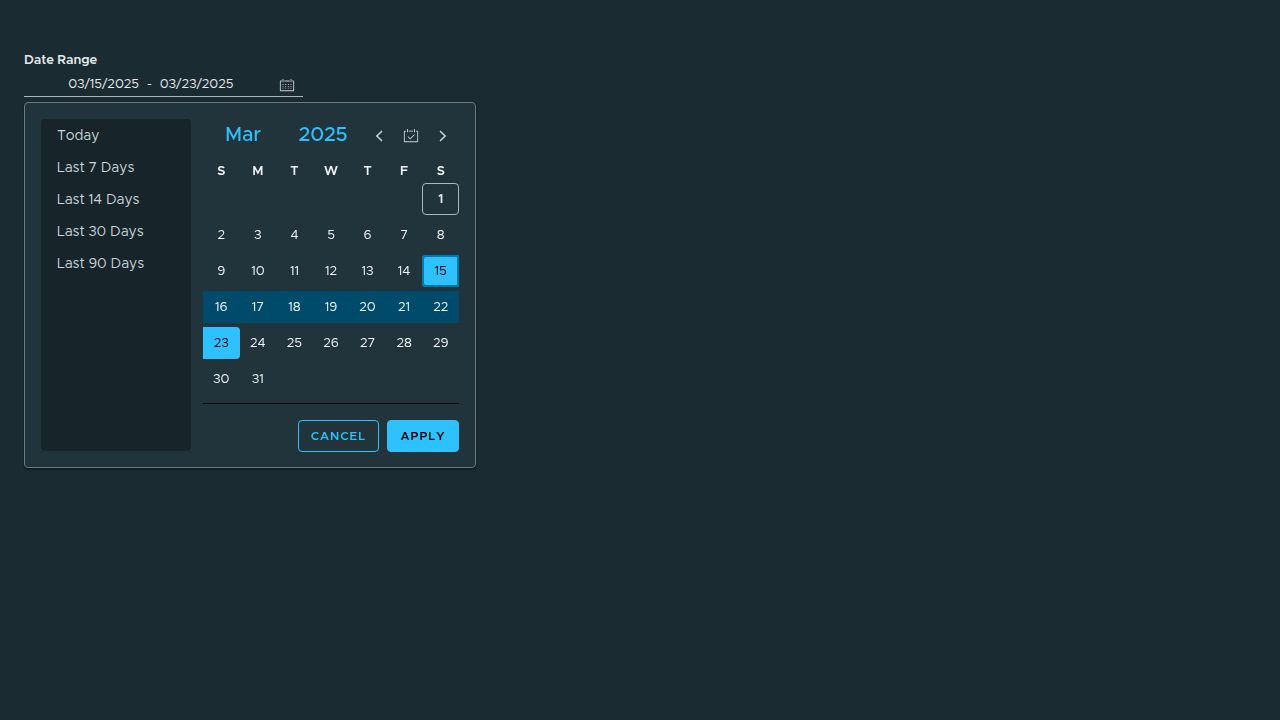 Date Range
03/15/2025 - 03/23/2025
Today
Last 7 Days
Last 14 Days
Last 30 Days
Last 90 Days
Mar 2025
S M T W T F S
1
2 3 4 5 6 7 8
9 10 11 12 13 14 15
16 17 18 19 20 21 22
23 24 25 26 27 28 29
30 31
CANCEL APPLY